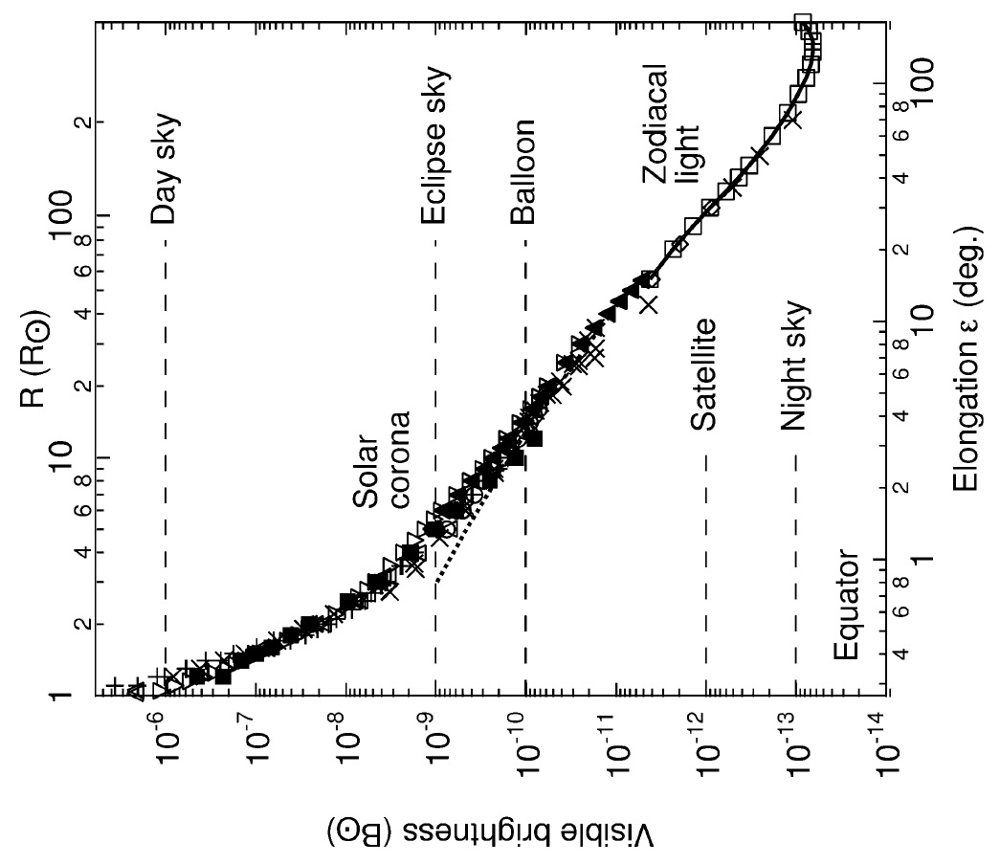 R (R⊙)
1 2 4 6 8 10 2 4 6 8 100 2
Day sky
Eclipse sky
Balloon
Solar
corona
Zodiacal
light
Satellite
Night sky
Equator
10-6
10-7
10-8
10-9
10-10
10-11
10-12
10-13
10-14
Visible brightness (B⊙)
4 6 8 1 2 4 6 8 10 2 4 6 8 100
Elongation ε (deg.)